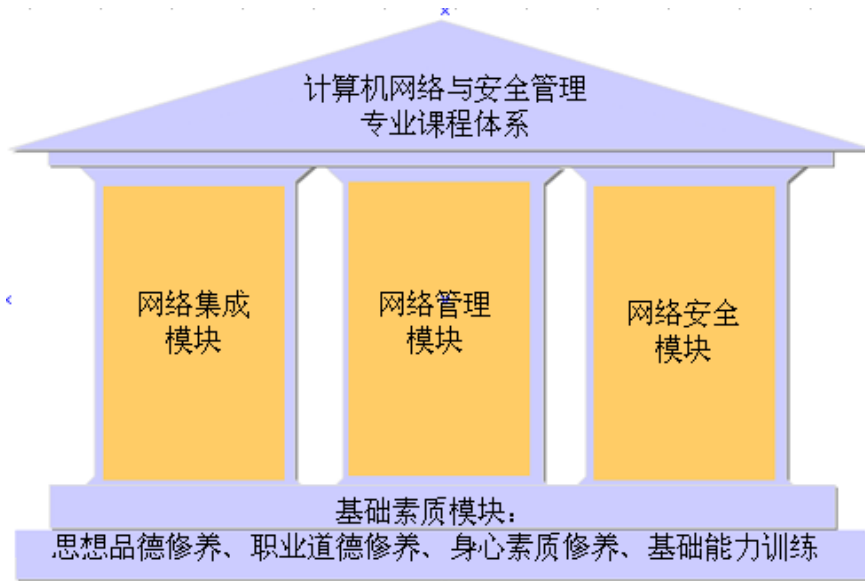 计算机网络与安全管理
专业课程体系
网络集成
模块
网络管理
模块
网络安全
模块
基础素质模块：
思想品德修养、职业道德修养、身心素质修养、基础能力训练